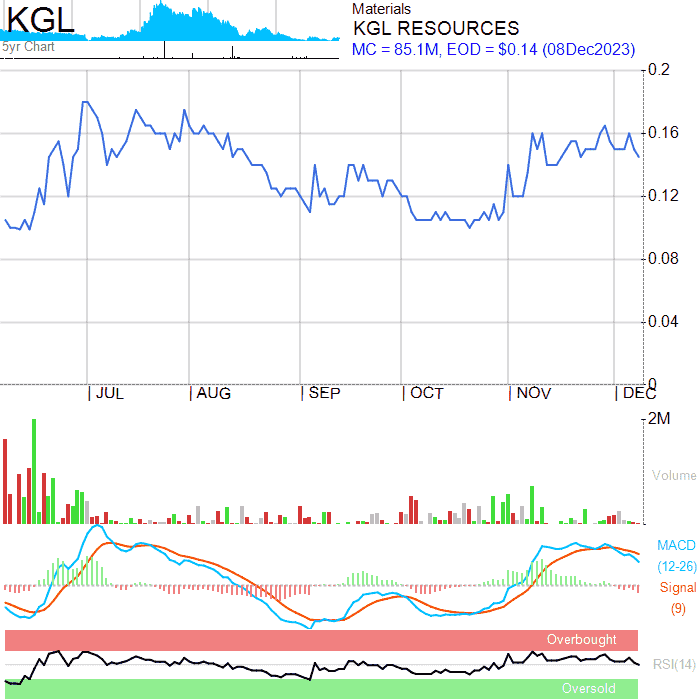 KGL
5yr Chart
Materials
KGL RESOURCES
MC = 85.1M, EOD = $0.14 (08Dec2023)
0.2
0.16
0.12
0.08
0.04
0
JUL AUG SEP OCT NOV DEC
2M
Volume
MACD
(12-26)
Signal
(9)
Overbought
RSI(14)
Oversold